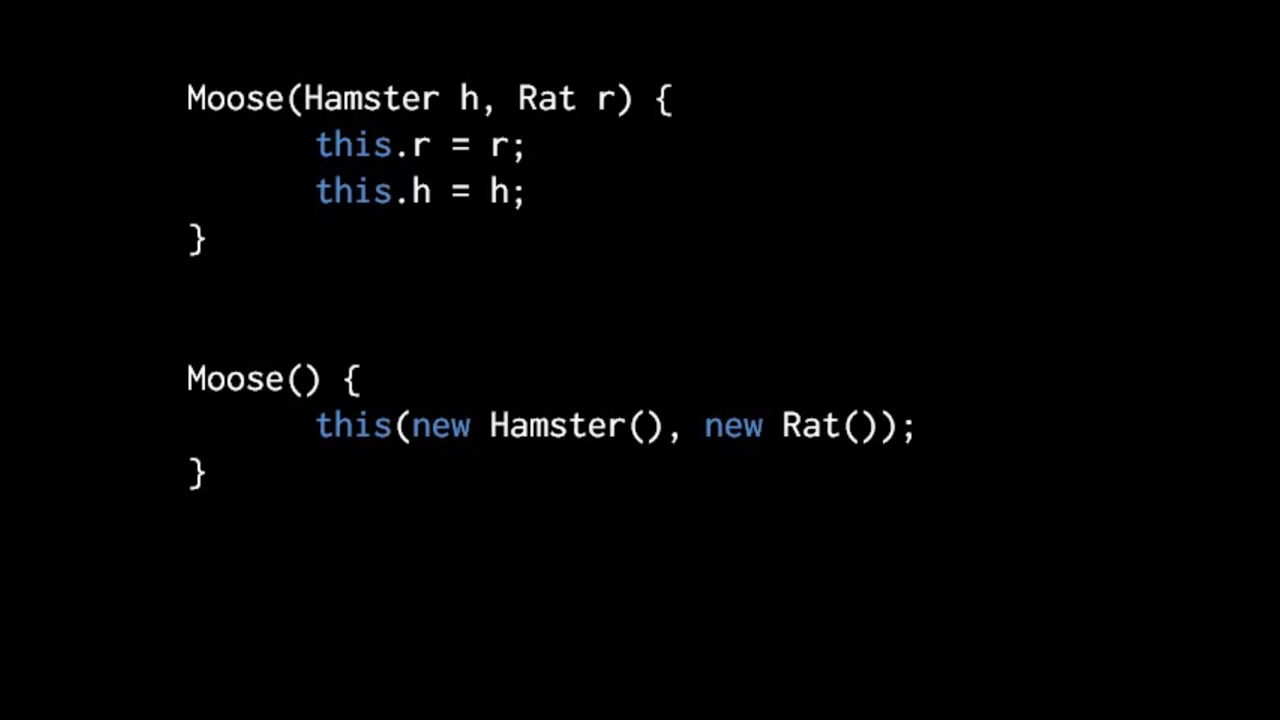 Moose(Hamster h, Rat r) {
this.r = r;
this.h = h;
}
Moose() {
this(new Hamster(), new Rat());
}